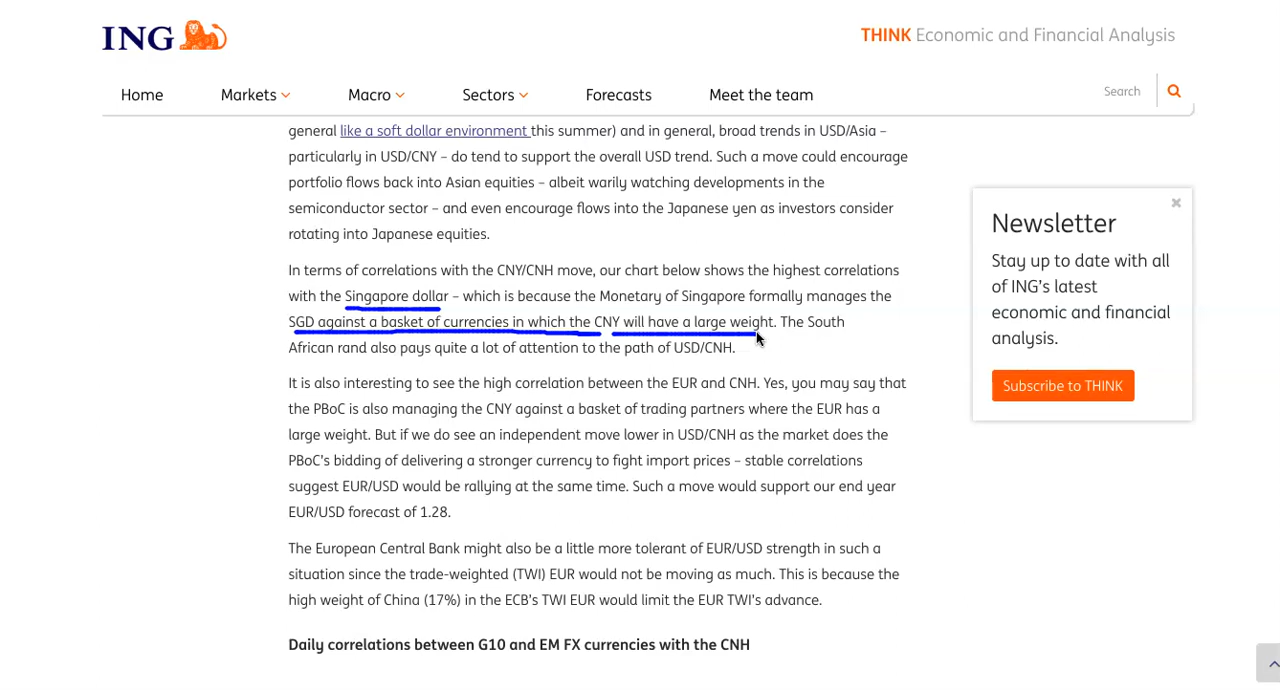 ING
THINK Economic and Financial Analysis
Home Markets Macro Sectors Forecasts Meet the team Search
general like a soft dollar environment this summer) and in general, broad trends in USD/Asia –
particularly in USD/CNY – do tend to support the overall USD trend. Such a move could encourage
portfolio flows back into Asian equities – albeit warily watching developments in the
semiconductor sector – and even encourage flows into the Japanese yen as investors consider
rotating into Japanese equities.
In terms of correlations with the CNY/CNH move, our chart below shows the highest correlations
with the Singapore dollar – which is because the Monetary of Singapore formally manages the
SGD against a basket of currencies in which the CNY will have a large weight. The South
African rand also pays quite a lot of attention to the path of USD/CNH.
It is also interesting to see the high correlation between the EUR and CNH. Yes, you may say that
the PBoC is also managing the CNY against a basket of trading partners where the EUR has a
large weight. But if we do see an independent move lower in USD/CNH as the market does the
PBoC's bidding of delivering a stronger currency to fight import prices – stable correlations
suggest EUR/USD would be rallying at the same time. Such a move would support our end year
EUR/USD forecast of 1.28.
The European Central Bank might also be a little more tolerant of EUR/USD strength in such a
situation since the trade-weighted (TWI) EUR would not be moving as much. This is because the
high weight of China (17%) in the ECB's TWI EUR would limit the EUR TWI's advance.
Daily correlations between G10 and EM FX currencies with the CNH
Newsletter
Stay up to date with all
of ING's latest
economic and financial
analysis.
Subscribe to THINK